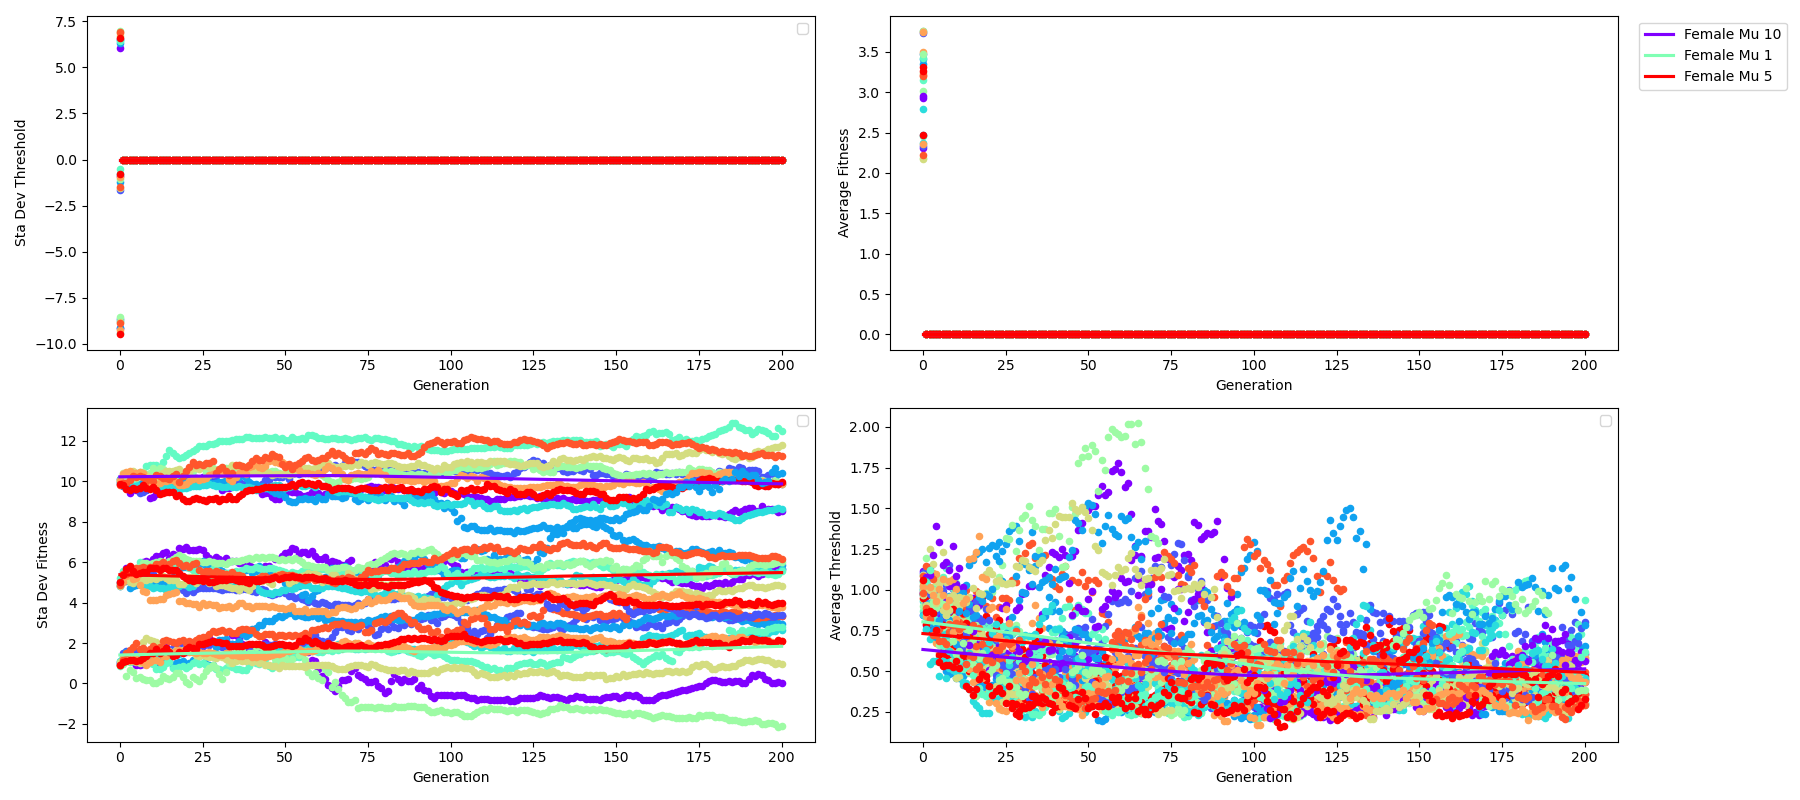 7.5
5.0
2.5
0.0
−2.5
−5.0
−7.5
−10.0
Sta Dev Threshold
0 25 50 75 100 125 150 175 200
Generation
3.5
3.0
2.5
2.0
1.5
1.0
0.5
0.0
Average Fitness
0 25 50 75 100 125 150 175 200
Generation
Female Mu 10
Female Mu 1
Female Mu 5
12
10
8
6
4
2
0
−2
Sta Dev Fitness
0 25 50 75 100 125 150 175 200
Generation
2.00
1.75
1.50
1.25
1.00
0.75
0.50
0.25
Average Threshold
0 25 50 75 100 125 150 175 200
Generation